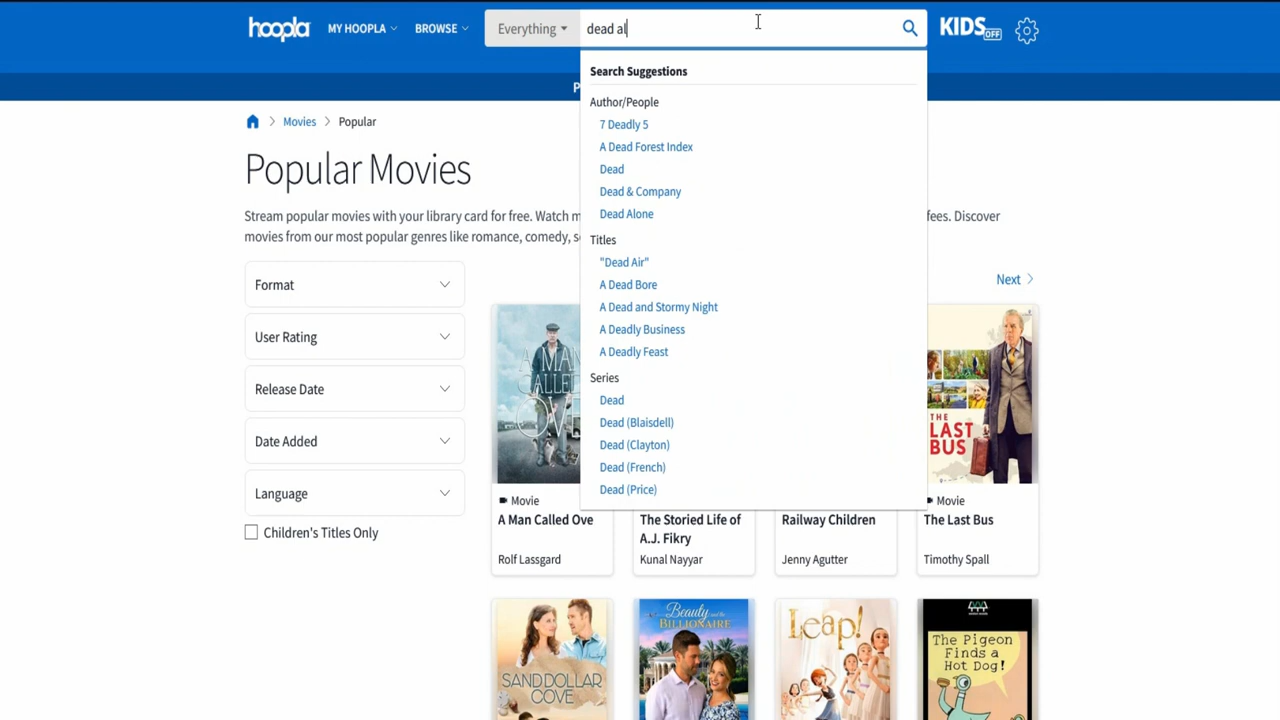 hoopla
MY HOOPLA
BROWSE
Everything
dead al
KIDS OFF
P
Search Suggestions
Author/People
7 Deadly 5
A Dead Forest Index
Dead
Dead & Company
Dead Alone
Titles
"Dead Air"
A Dead Bore
A Dead and Stormy Night
A Deadly Business
A Deadly Feast
Series
Dead
Dead (Blaisdell)
Dead (Clayton)
Dead (French)
Dead (Price)
Movies
Popular
Popular Movies
Stream popular movies with your library card for free. Watch m
fees. Discover
movies from our most popular genres like romance, comedy, s
Format
User Rating
Release Date
Date Added
Language
Children's Titles Only
Next
A MAN
CALLED
OVE
THE
LAST
BUS
Movie
A Man Called Ove
Rolf Lassgard
The Storied Life of
A.J. Fikry
Kunal Nayyar
Railway Children
Jenny Agutter
Movie
The Last Bus
Timothy Spall
SAND DOLLAR
COVE
Beauty and the
BILLIONAIRE
Leap!
The Pigeon
Finds a
Hot Dog!